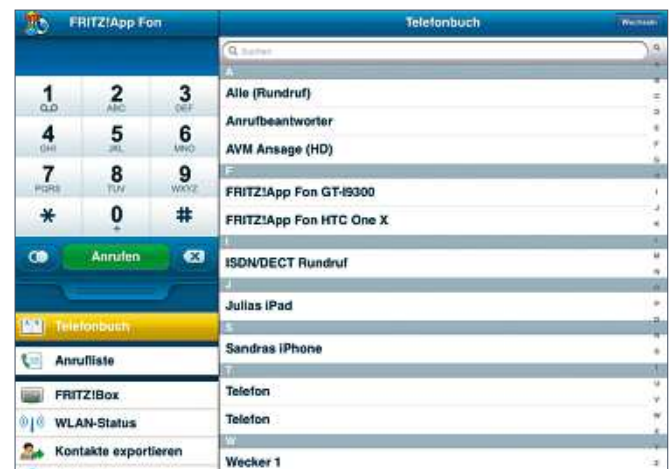 FRITZ!App Fon
Telefonbuch
Wechseln
Suchen
1
2 ABC
3 DEF
4 GHI
5 JKL
6 MNO
7 PQRS
8 TUV
9 WXYZ
*
0 +
#
Anrufen
Telefonbuch
Anrufliste
FRITZ!Box
WLAN-Status
Kontakte exportieren
A
Alle (Rundruf)
Anrufbeantworter
AVM Ansage (HD)
F
FRITZ!App Fon GT-I9300
FRITZ!App Fon HTC One X
I
ISDN/DECT Rundruf
J
Julias iPad
S
Sandras iPhone
T
Telefon
Telefon
W
Wecker 1